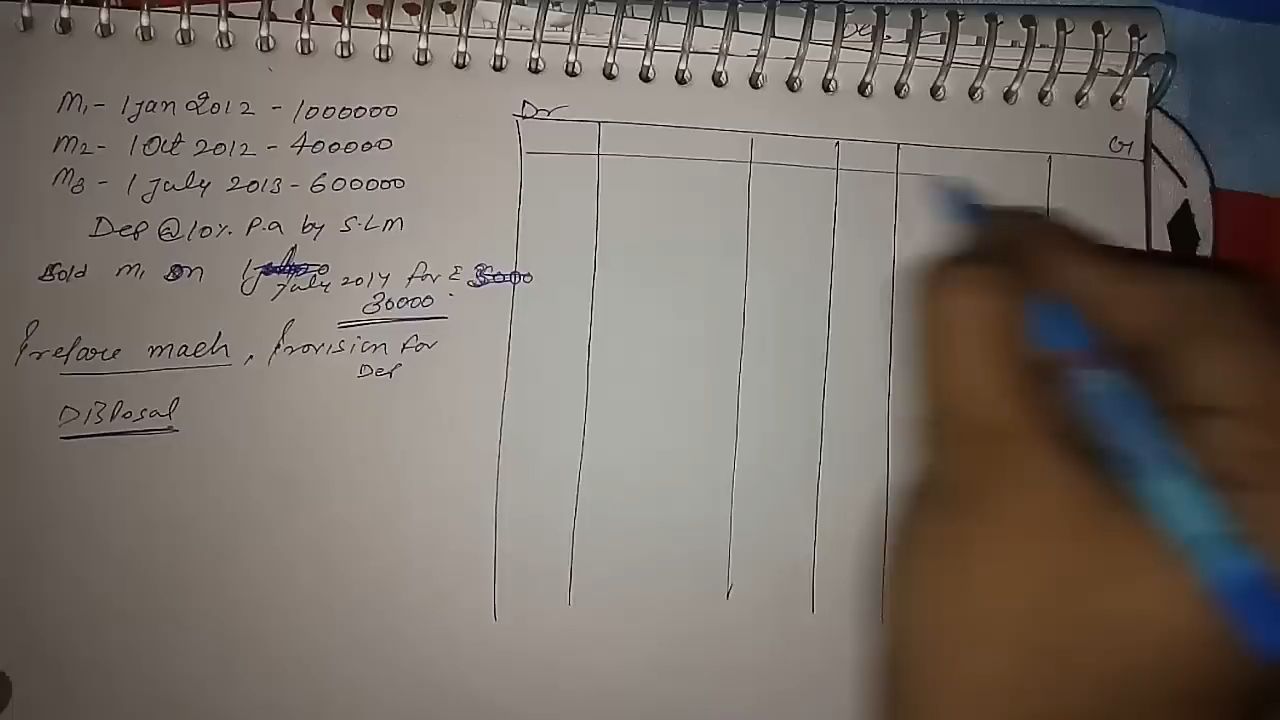 M1 - 1 Jan 2012 - 1000000
M2 - 1 Oct 2012 - 400000
M3 - 1 July 2013 - 600000
Dep @ 10% P.a by S.L.M
Sold M1 on 1 July 2014 for
30000
Prepare mach, Provision for
Dep
Disposal
Dr
Cr